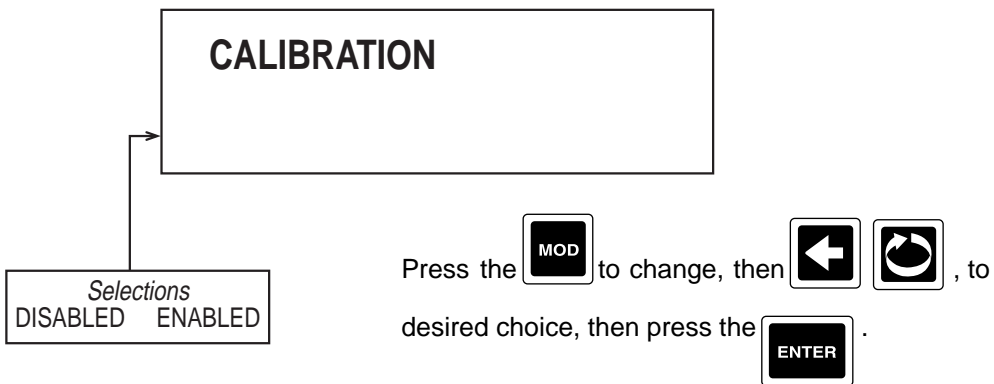 CALIBRATION
Selections
DISABLED ENABLED
Press the MOD to change, then , to
desired choice, then press the ENTER .